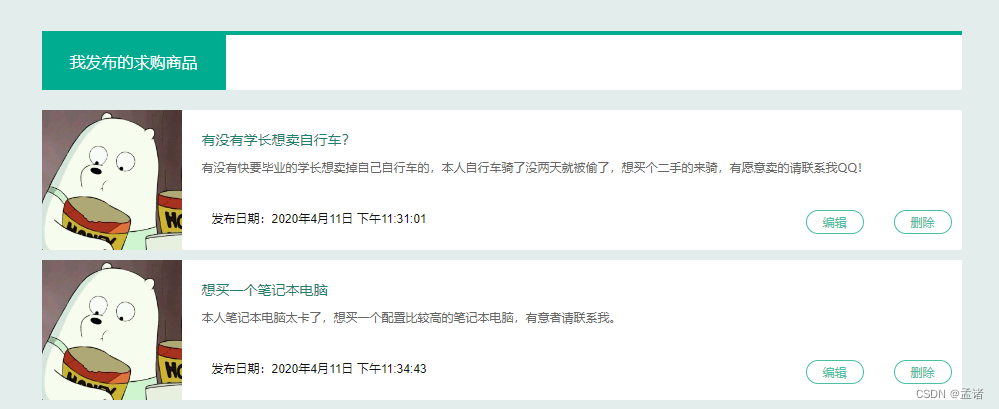 我发布的求购商品
有没有学长想卖自行车？
有没有快要毕业的学长想卖掉自己自行车的，本人自行车骑了没两天就被偷了，想买个二手的来骑，有愿意卖的请联系我QQ！
发布日期：2020年4月11日 下午11:31:01
编辑
删除
HONEY
HO
想买一个笔记本电脑
本人笔记本电脑太卡了，想买一个配置比较高的笔记本电脑，有意者请联系我。
发布日期：2020年4月11日 下午11:34:43
编辑
删除
HONEY
HO
CSDN @孟诸